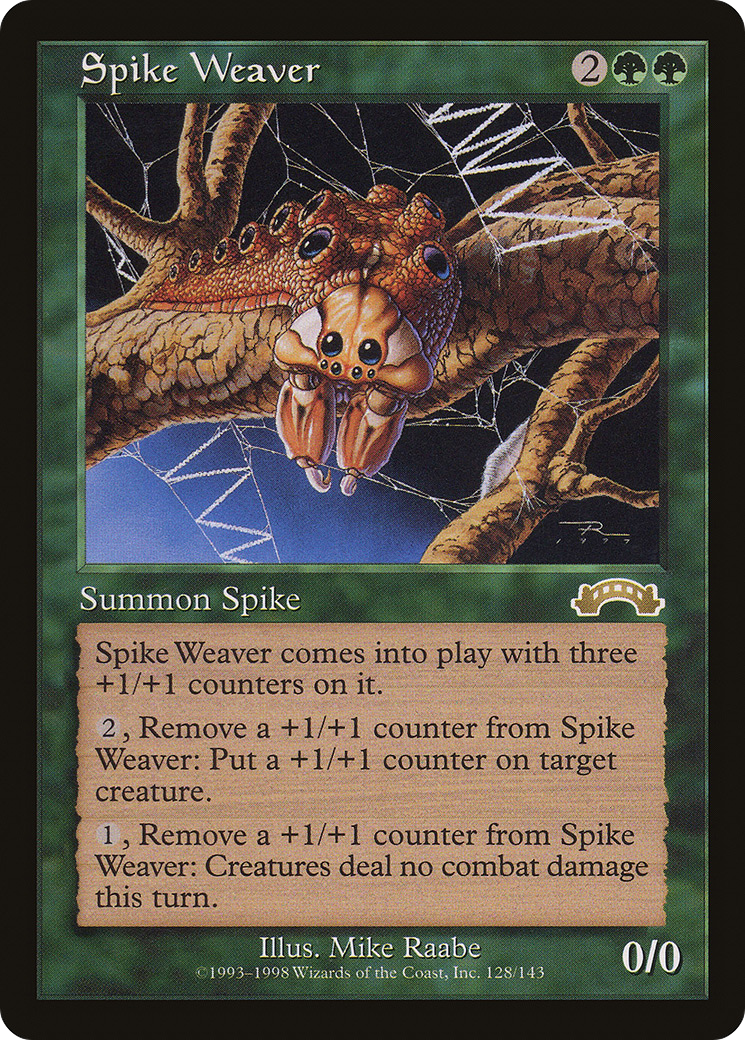 Spike Weaver 2
Summon Spike
Spike Weaver comes into play with three
+1/+1 counters on it.
2, Remove a +1/+1 counter from Spike
Weaver: Put a +1/+1 counter on target
creature.
1, Remove a +1/+1 counter from Spike
Weaver: Creatures deal no combat damage
this turn.
Illus. Mike Raabe
©1993–1998 Wizards of the Coast, Inc. 128/143
0/0